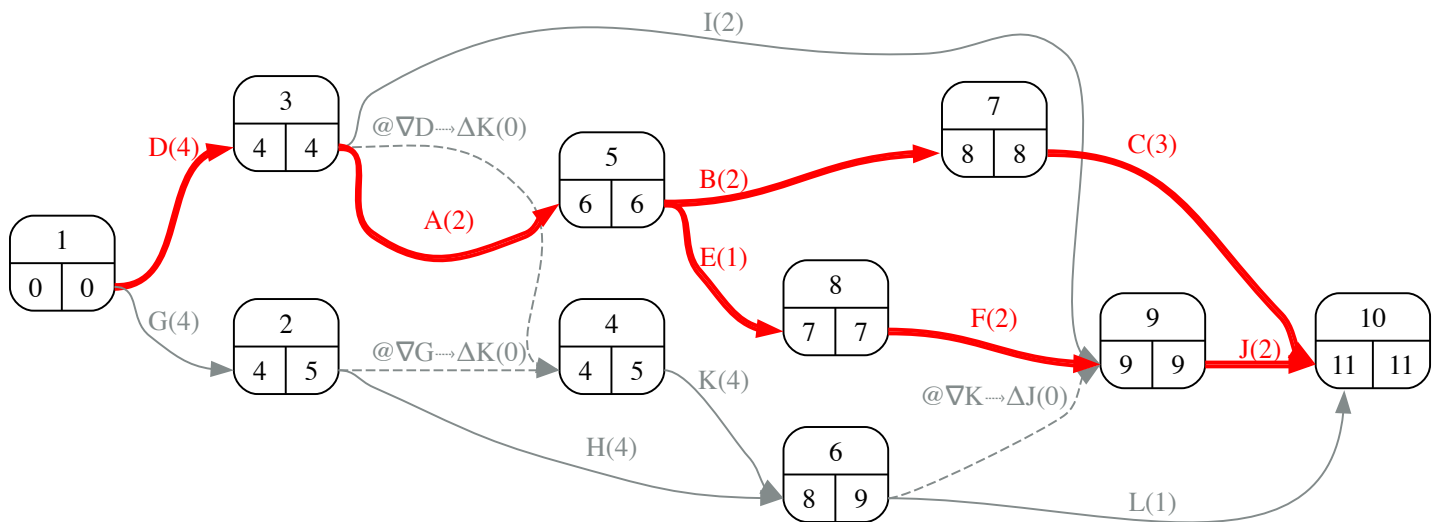 I(2)
3
4 4
@∇D⤑ΔK(0)
7
8 8
C(3)
D(4)
5
6 6
B(2)
A(2)
1
0 0
E(1)
8
7 7
F(2)
G(4)
2
4 5
@∇G⤑ΔK(0)
4
4 5
9
9 9
J(2)
10
11 11
K(4)
@∇K⤑ΔJ(0)
H(4)
6
8 9
L(1)